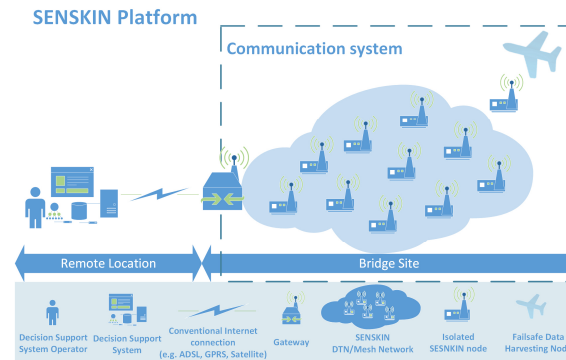 SENSKIN Platform
Communication system
Remote Location
Bridge Site
Decision Support
System Operator
Decision Support
System
Conventional Internet
connection
(e.g. ADSL, GPRS, Satellite)
Gateway
SENSKIN
DTN/Mesh Network
Isolated
SESNKIN node
Failsafe Data
Harvesting Nod